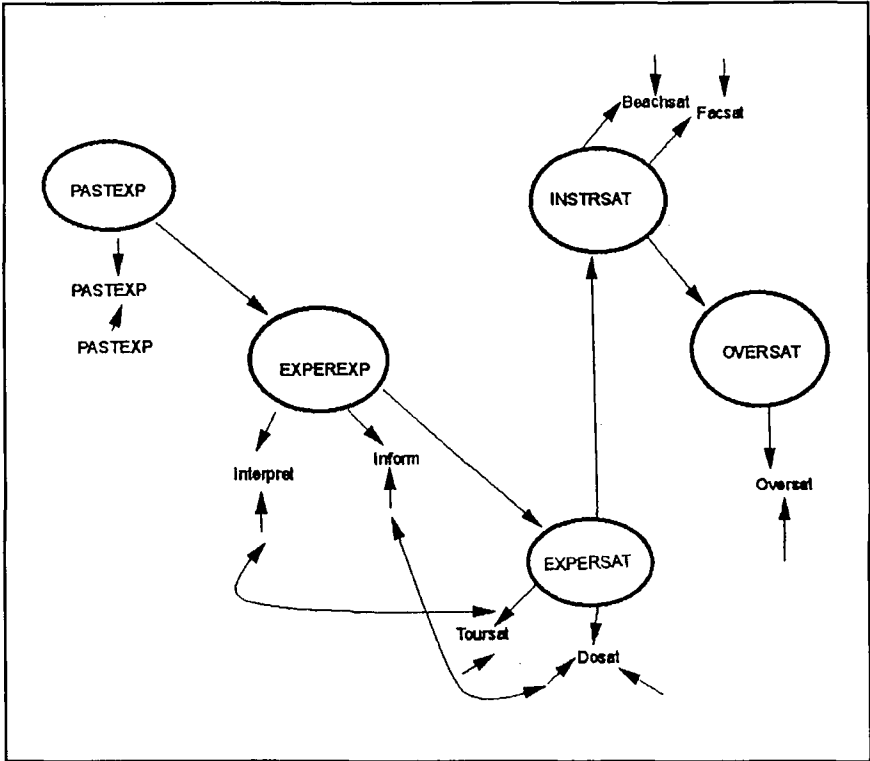 Beachsat
Facsat
PASTEXP
INSTRSAT
PASTEXP
PASTEXP
EXPEREXP
OVERSAT
Inform
Interpret
Oversat
EXPERSAT
Toursat
Dosat